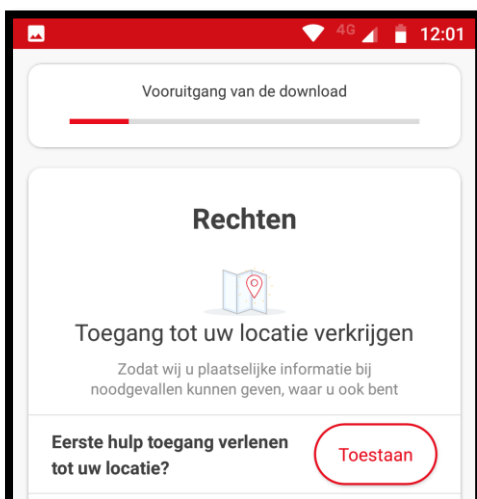 4G 12:01
Vooruitgang van de download
Rechten
Toegang tot uw locatie verkrijgen
Zodat wij u plaatselijke informatie bij
noodgevallen kunnen geven, waar u ook bent
Eerste hulp toegang verlenen
tot uw locatie?
Toestaan